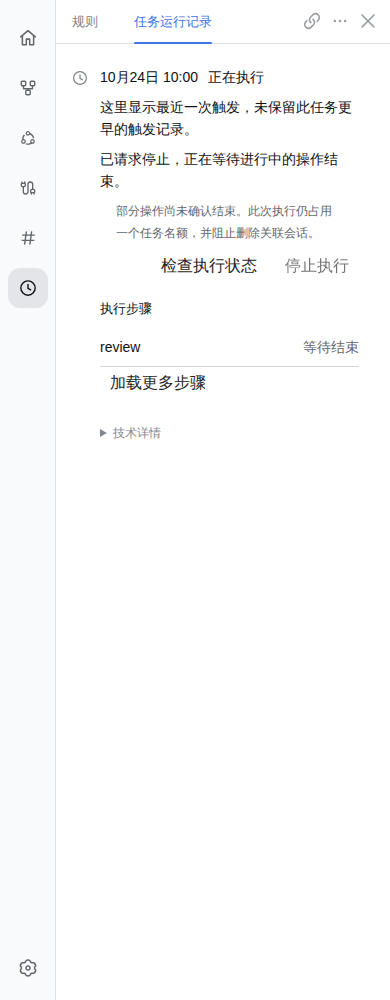 规则
任务运行记录
10月24日 10:00 正在执行
这里显示最近一次触发，未保留此任务更
早的触发记录。
已请求停止，正在等待进行中的操作结
束。
部分操作尚未确认结束。此次执行仍占用
一个任务名额，并阻止删除关联会话。
检查执行状态
停止执行
执行步骤
review
等待结束
加载更多步骤
技术详情